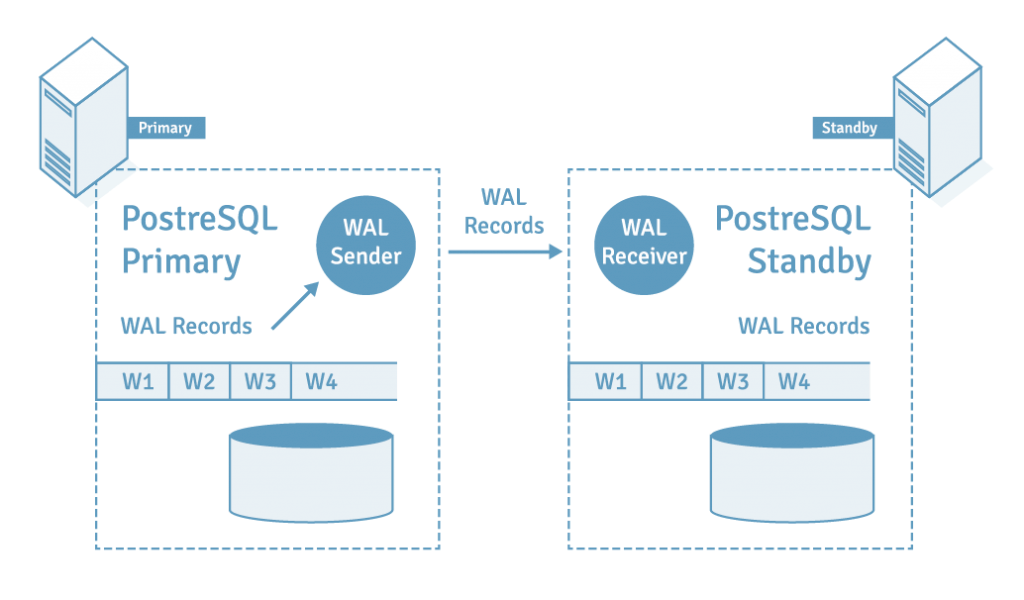 Primary
Standby
PostreSQL
Primary
WAL
Sender
WAL Records
W1 W2 W3 W4
WAL
Records
WAL
Receiver
PostreSQL
Standby
WAL Records
W1 W2 W3 W4